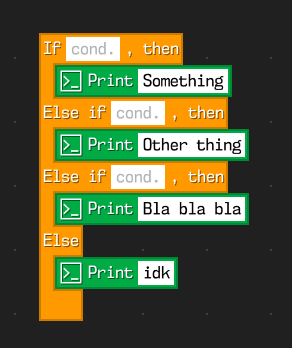 If cond. , then
Print Something
Else if cond. , then
Print Other thing
Else if cond. , then
Print Bla bla bla
Else
Print idk